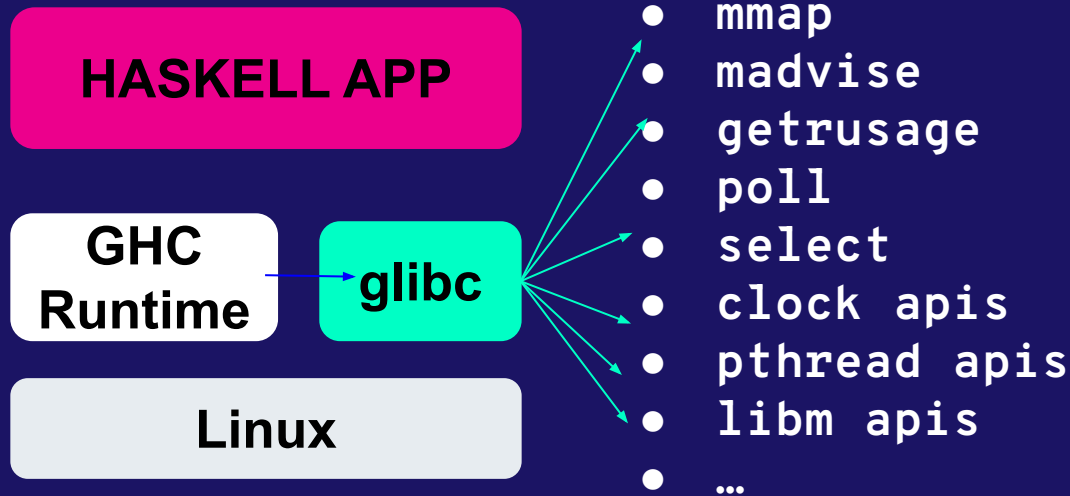 HASKELL APP
GHC
Runtime
glibc
Linux
● mmap
● madvise
● getrusage
● poll
● select
● clock apis
● pthread apis
● libm apis
● …